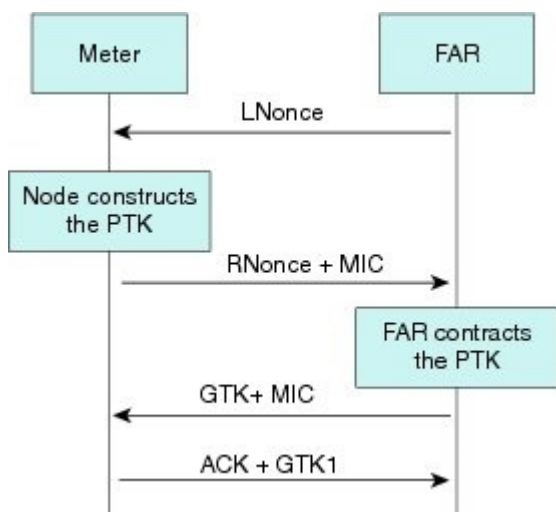 Meter
FAR
LNonce
Node constructs
the PTK
RNonce + MIC
FAR contracts
the PTK
GTK+ MIC
ACK + GTK1